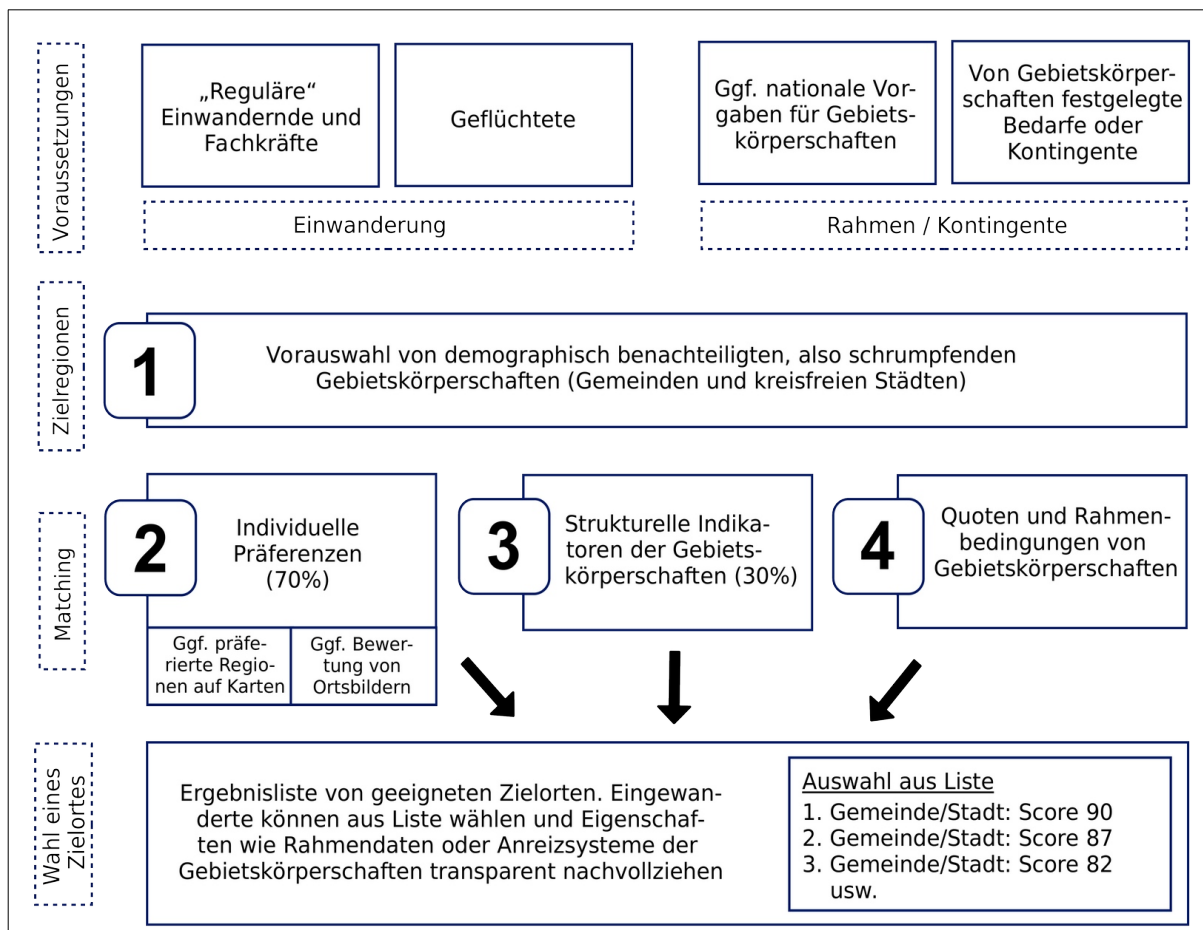 Voraussetzungen
„Reguläre“
Einwandernde und
Fachkräfte
Geflüchtete
Ggf. nationale Vor-
gaben für Gebiets-
körperschaften
Von Gebietskörper-
schaften festgelegte
Bedarfe oder
Kontingente
Einwanderung
Rahmen / Kontingente
Zielregionen
1
Vorauswahl von demographisch benachteiligten, also schrumpfenden
Gebietskörperschaften (Gemeinden und kreisfreien Städten)
Matching
2
Individuelle
Präferenzen
(70%)
Ggf. präfe-
rierte Regio-
nen auf Karten
Ggf. Bewer-
tung von
Ortsbildern
3
Strukturelle Indika-
toren der Gebiets-
körperschaften (30%)
4
Quoten und Rahmen-
bedingungen von
Gebietskörperschaften
Wahl eines
Zielortes
Ergebnisliste von geeigneten Zielorten. Eingewan-
derte können aus Liste wählen und Eigenschaf-
ten wie Rahmendaten oder Anreizsysteme der
Gebietskörperschaften transparent nachvollziehen
Auswahl aus Liste
1. Gemeinde/Stadt: Score 90
2. Gemeinde/Stadt: Score 87
3. Gemeinde/Stadt: Score 82
usw.